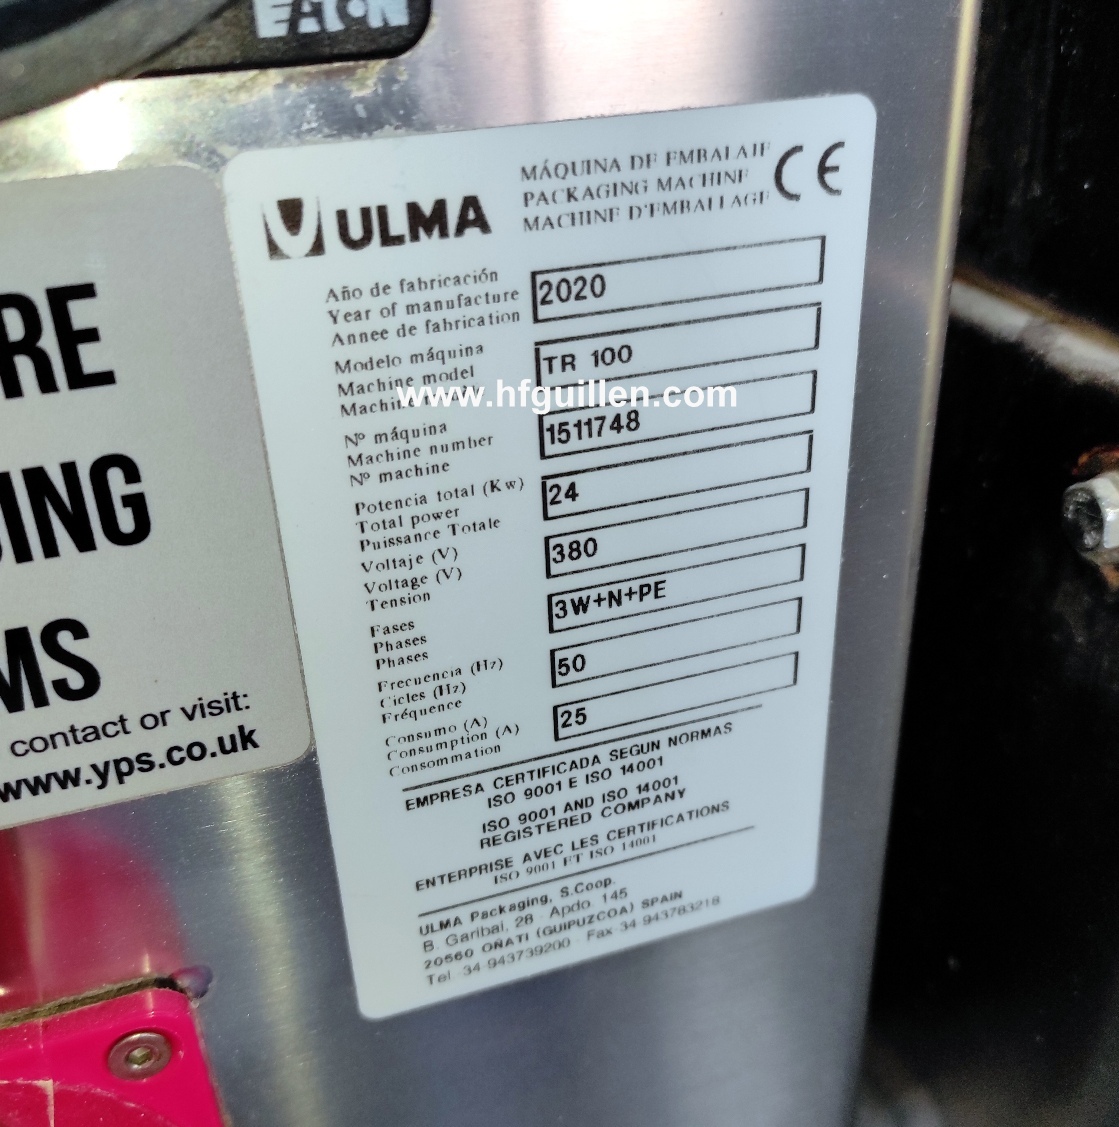 EATON
RE
ING
MS
contact or visit:
www.yps.co.uk
ULMA
MÁQUINA DE EMBALAJE
PACKAGING MACHINE
MACHINE D'EMBALLAGE
CE
Año de fabricación
Year of manufacture
Annee de fabrication
2020
Modelo máquina
Machine model
TR 100
www.hfguillen.com
Nº máquina
Machine number
Nº machine
1511748
Potencia total (Kw)
Total power
Puissance Totale
24
Voltaje (V)
Voltage (V)
Tension
380
Fases
Phases
Phases
3W+N+PE
Frecuencia (Hz)
Cicles (Hz)
Fréquence
50
Consumo (A)
Consumption (A)
Consommation
25
EMPRESA CERTIFICADA SEGUN NORMAS
ISO 9001 E ISO 14001
ISO 9001 AND ISO 14001
REGISTERED COMPANY
ENTERPRISE AVEC LES CERTIFICATIONS
ISO 9001 ET ISO 14001
ULMA Packaging, S.Coop.
B. Garibai, 28 - Apdo. 145
20560 OÑATI (GUIPUZCOA) SPAIN
Tel. 34-943739200 - Fax 34-943783218